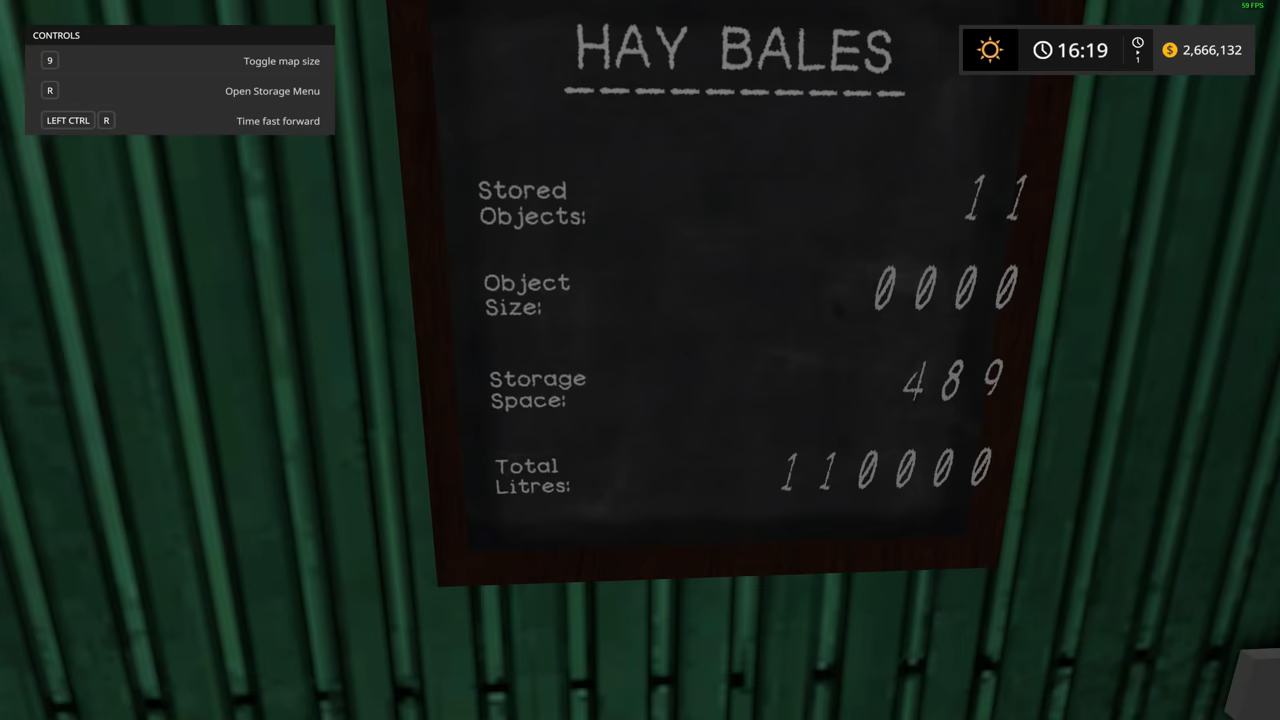 59 FPS
CONTROLS
9 Toggle map size
R Open Storage Menu
LEFT CTRL R Time fast forward
16:19
1
$ 2,666,132
HAY BALES
Stored
Objects: 11
Object
Size: 0000
Storage
Space: 489
Total
Litres: 110000